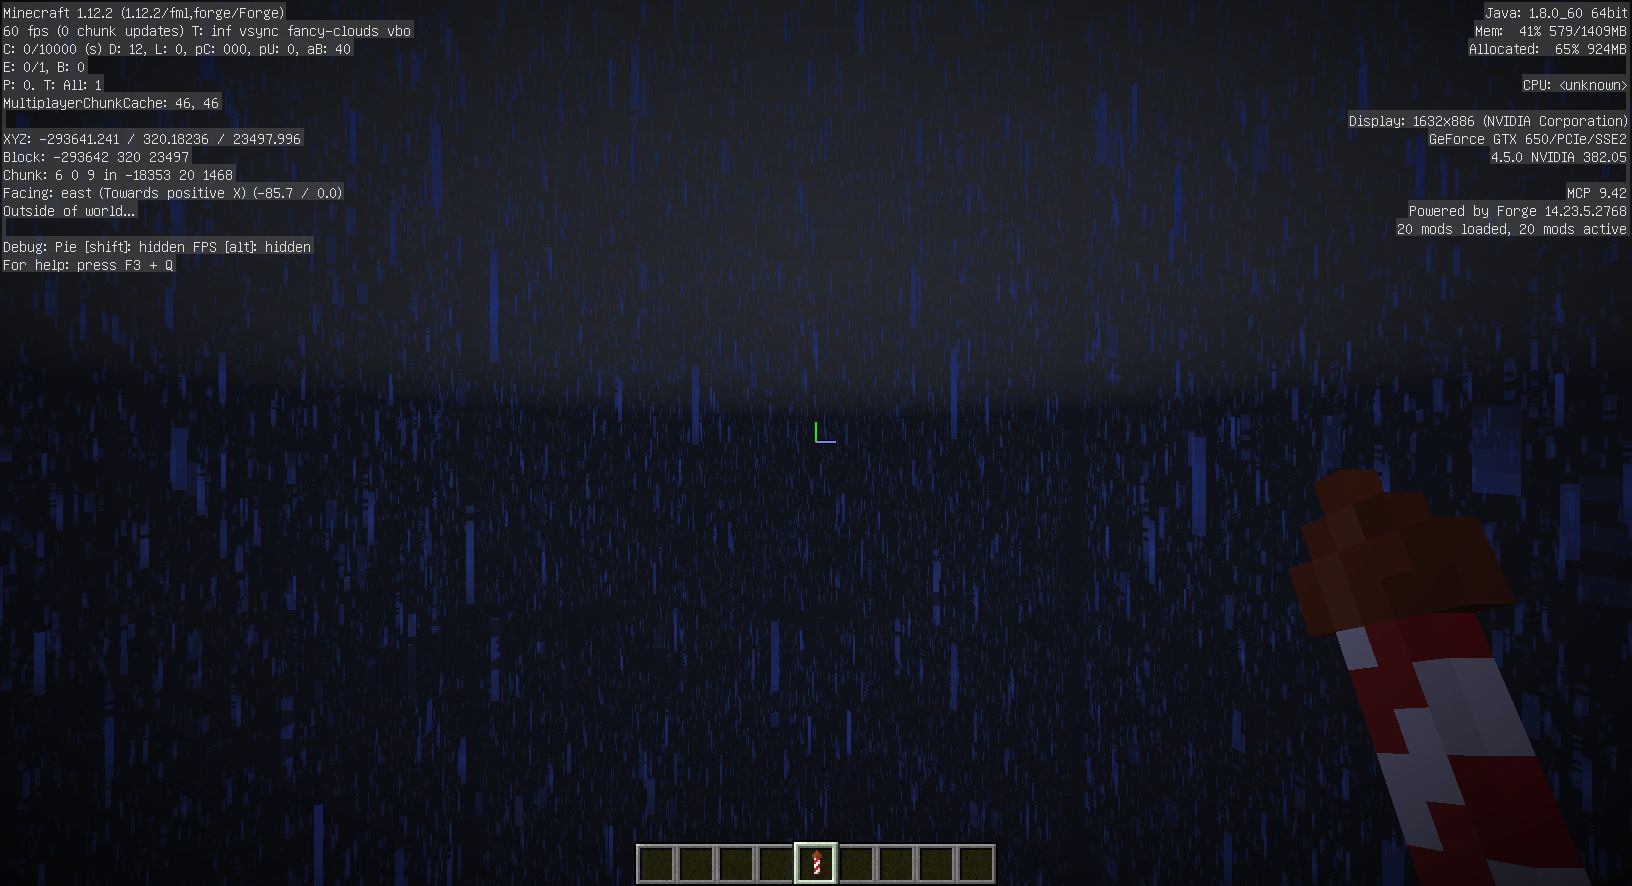 Minecraft 1.12.2 (1.12.2/fml,forge/Forge)
60 fps (0 chunk updates) T: inf vsync fancy-clouds vbo
C: 0/10000 (s) D: 12, L: 0, pC: 000, pU: 0, aB: 40
E: 0/1, B: 0
P: 0. T: All: 1
MultiplayerChunkCache: 46, 46
XYZ: -293641.241 / 320.18236 / 23497.996
Block: -293642 320 23497
Chunk: 6 0 9 in -18353 20 1468
Facing: east (Towards positive X) (-85.7 / 0.0)
Outside of world...
Debug: Pie [shift]: hidden FPS [alt]: hidden
For help: press F3 + Q
Java: 1.8.0_60 64bit
Mem: 41% 579/1409MB
Allocated: 65% 924MB
CPU: <unknown>
Display: 1632x886 (NVIDIA Corporation)
GeForce GTX 650/PCIe/SSE2
4.5.0 NVIDIA 382.05
MCP 9.42
Powered by Forge 14.23.5.2768
20 mods loaded, 20 mods active